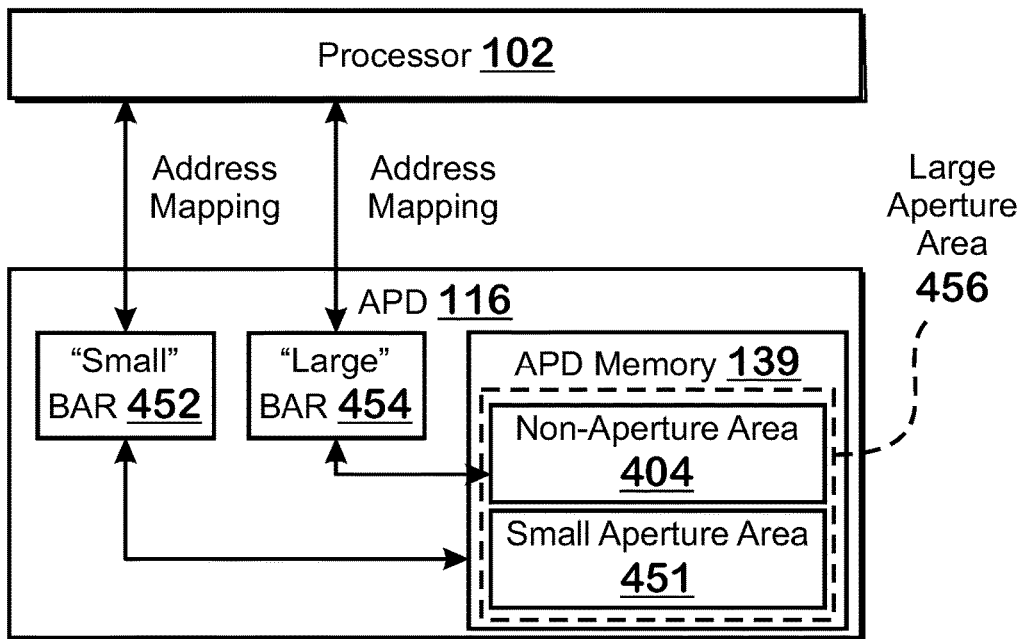 Processor 102
Address
Mapping
Address
Mapping
Large
Aperture
Area
456
APD 116
“Small”
BAR 452
“Large”
BAR 454
APD Memory 139
Non-Aperture Area
404
Small Aperture Area
451